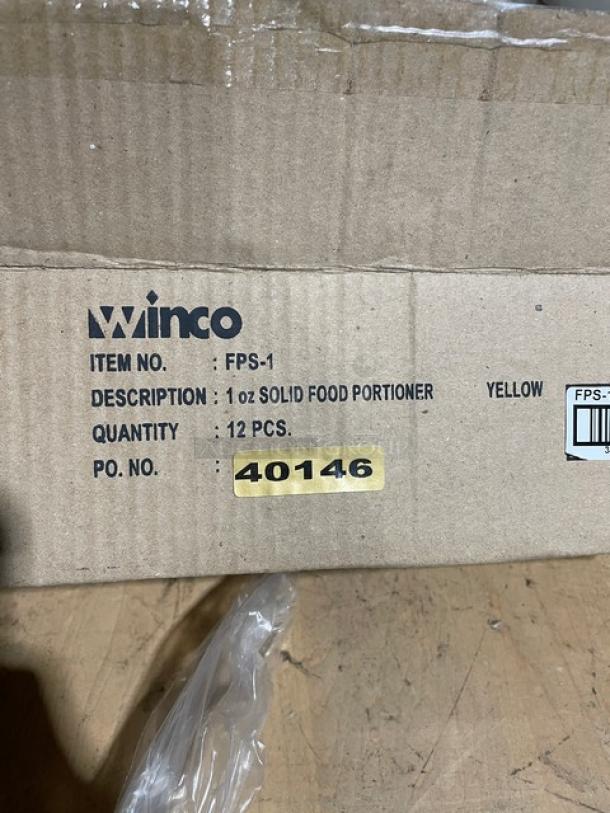 Winco
ITEM NO. : FPS-1
DESCRIPTION : 1 oz SOLID FOOD PORTIONER YELLOW
QUANTITY : 12 PCS.
PO. NO. : 40146
FPS-